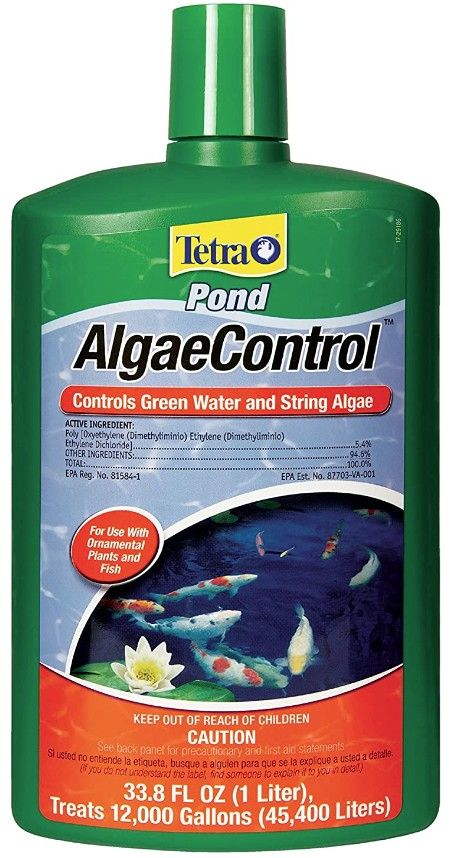 Tetra
Pond
AlgaeControl™
Controls Green Water and String Algae
ACTIVE INGREDIENT:
Poly [Oxyethylene (Dimethyliminio) Ethylene (Dimethyliminio)
Ethylene Dichloride]..........5.4%
OTHER INGREDIENTS:..........94.6%
TOTAL:..........100.0%
EPA Reg. No. 81584-1 EPA Est. No. 87703-VA-001
For Use With
Ornamental
Plants and
Fish
KEEP OUT OF REACH OF CHILDREN
CAUTION
See back panel for precautionary and first aid statements
Si usted no entiende la etiqueta, busque a alguien para que se la explique a usted a detalle.
(If you do not understand the label, find someone to explain it to you in detail.)
33.8 FL OZ (1 Liter),
Treats 12,000 Gallons (45,400 Liters)